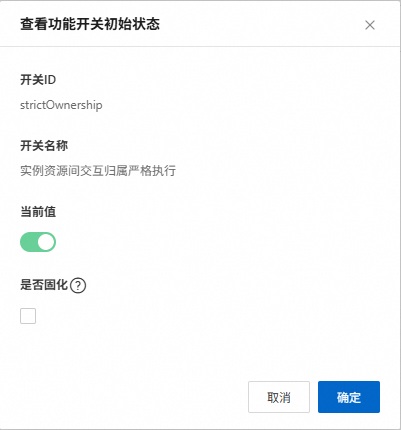 查看功能开关初始状态
开关ID
strictOwnership
开关名称
实例资源间交互归属严格执行
当前值
是否固化?
取消 确定